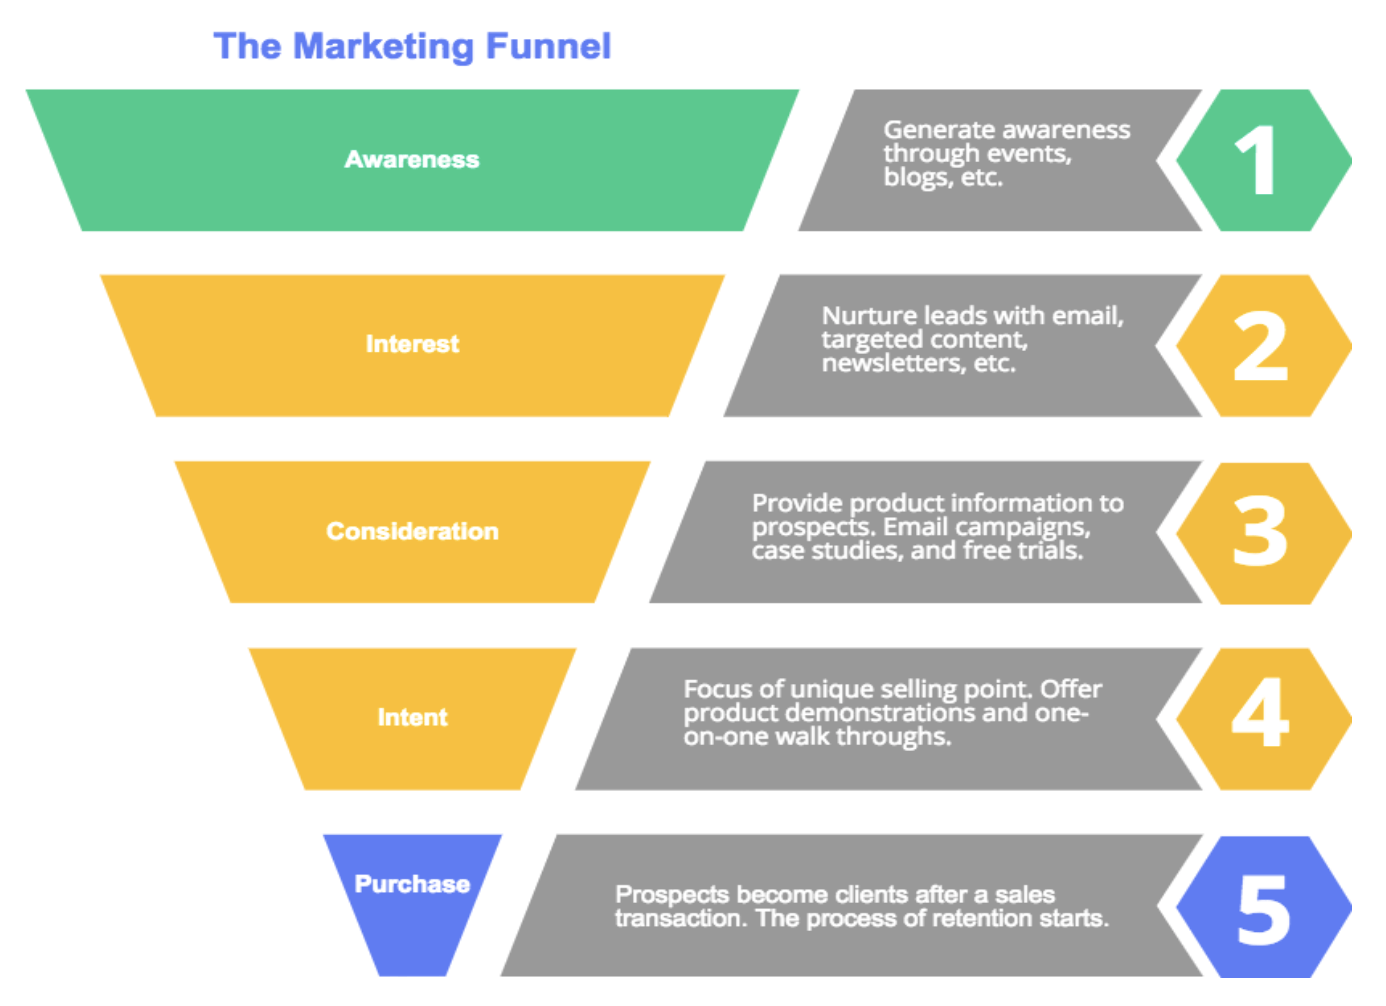 The Marketing Funnel
Awareness
Generate awareness
through events,
blogs, etc.
1
Interest
Nurture leads with email,
targeted content,
newsletters, etc.
2
Consideration
Provide product information to
prospects. Email campaigns,
case studies, and free trials.
3
Intent
Focus of unique selling point. Offer
product demonstrations and one-
on-one walk throughs.
4
Purchase
Prospects become clients after a sales
transaction. The process of retention starts.
5